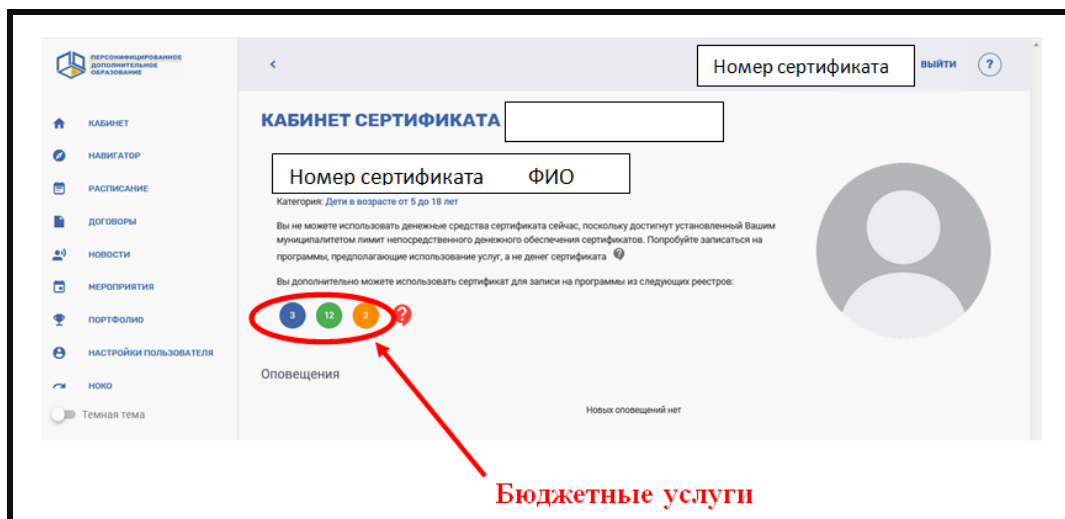 ПЕРСОНИФИЦИРОВАННОЕ
ДОПОЛНИТЕЛЬНОЕ
ОБРАЗОВАНИЕ
<
Номер сертификата
ВЫЙТИ
?
КАБИНЕТ
НАВИГАТОР
РАСПИСАНИЕ
ДОГОВОРЫ
НОВОСТИ
МЕРОПРИЯТИЯ
ПОРТФОЛИО
НАСТРОЙКИ ПОЛЬЗОВАТЕЛЯ
НОКО
Темная тема
КАБИНЕТ СЕРТИФИКАТА
Номер сертификата ФИО
Категория: Дети в возрасте от 5 до 18 лет
Вы не можете использовать денежные средства сертификата сейчас, поскольку достигнут установленный Вашим
муниципалитетом лимит непосредственного денежного обеспечения сертификатов. Попробуйте записаться на
программы, предполагающие использование услуг, а не денег сертификата ?
Вы дополнительно можете использовать сертификат для записи на программы из следующих реестров:
3 12 2 ?
Оповещения
Новых оповещений нет
Бюджетные услуги